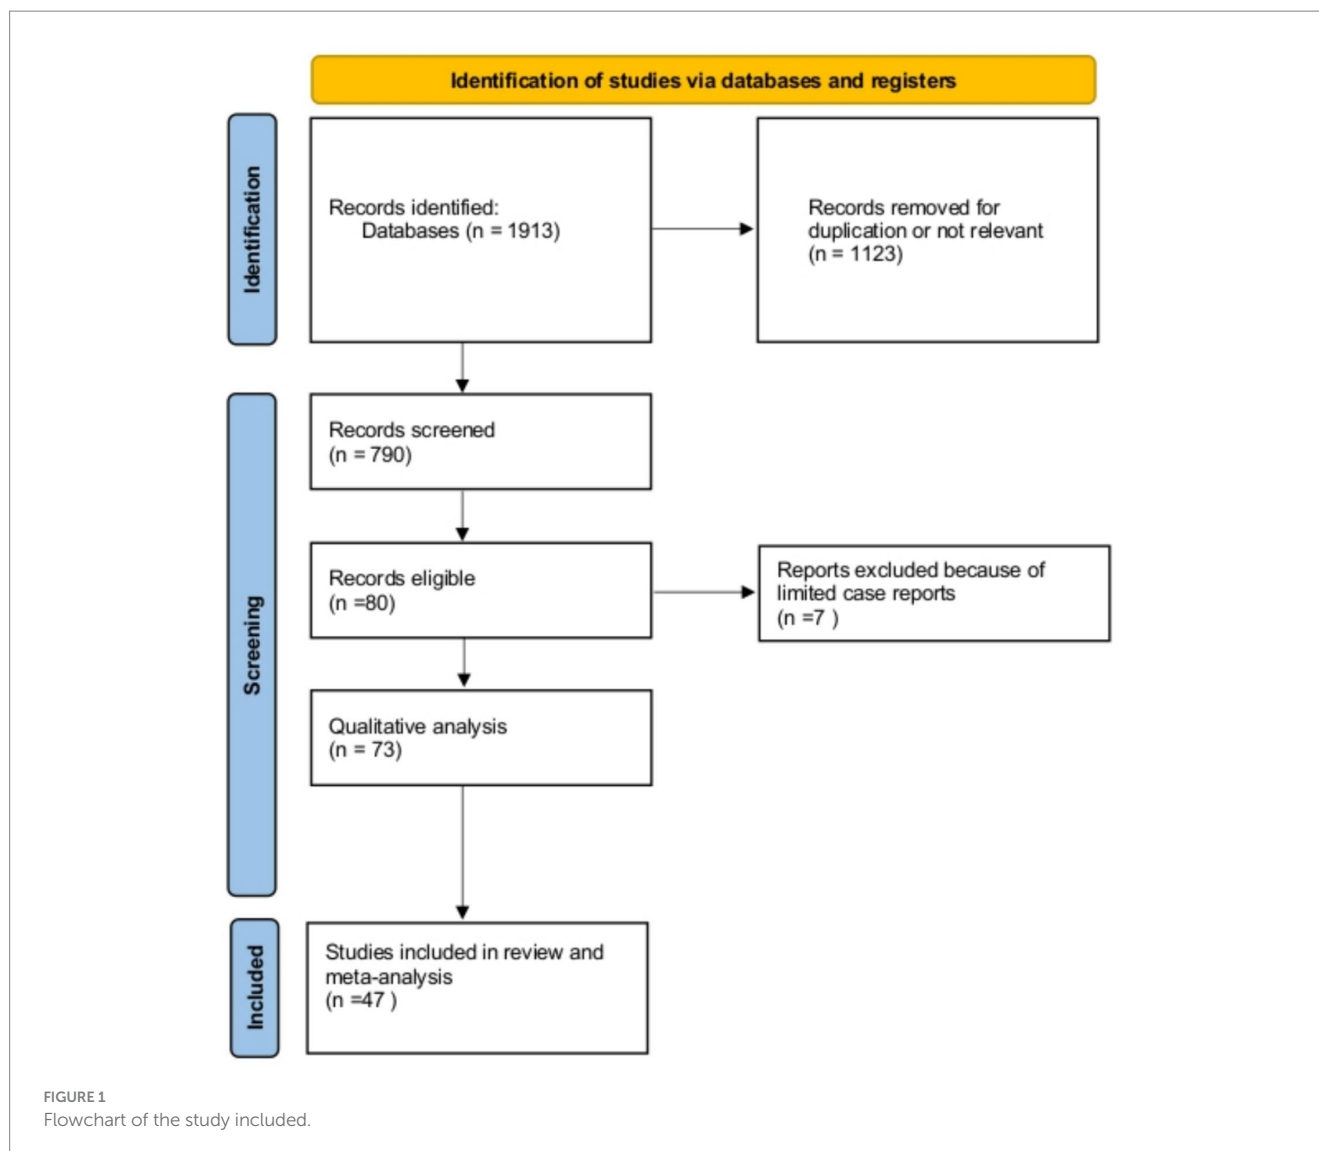 Identification of studies via databases and registers
Identification
Records identified:
Databases (n = 1913)
Records removed for
duplication or not relevant
(n = 1123)
Screening
Records screened
(n = 790)
Records eligible
(n =80)
Reports excluded because of
limited case reports
(n =7 )
Qualitative analysis
(n = 73)
Included
Studies included in review and
meta-analysis
(n =47 )
FIGURE 1
Flowchart of the study included.